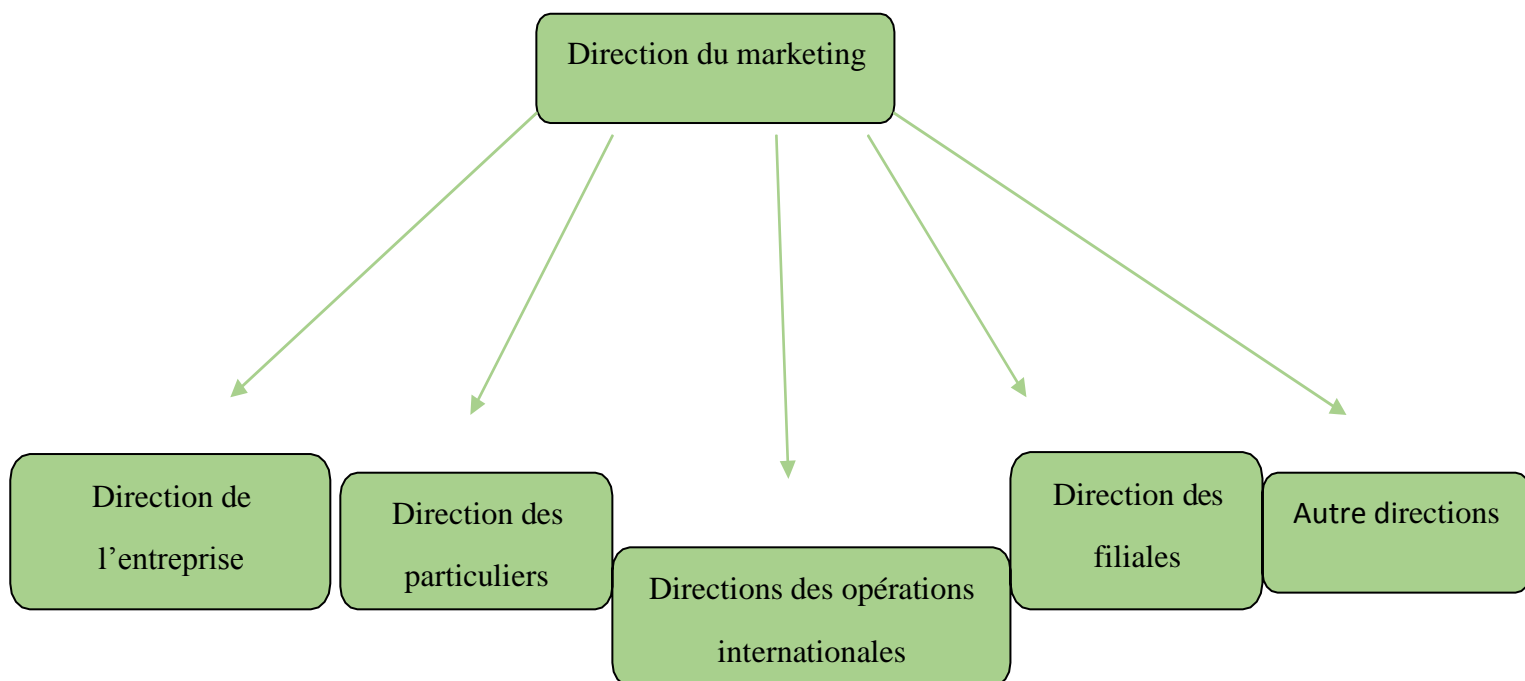 Direction du marketing
Direction de
l’entreprise
Direction des
particuliers
Directions des opérations
internationales
Direction des
filiales
Autre directions